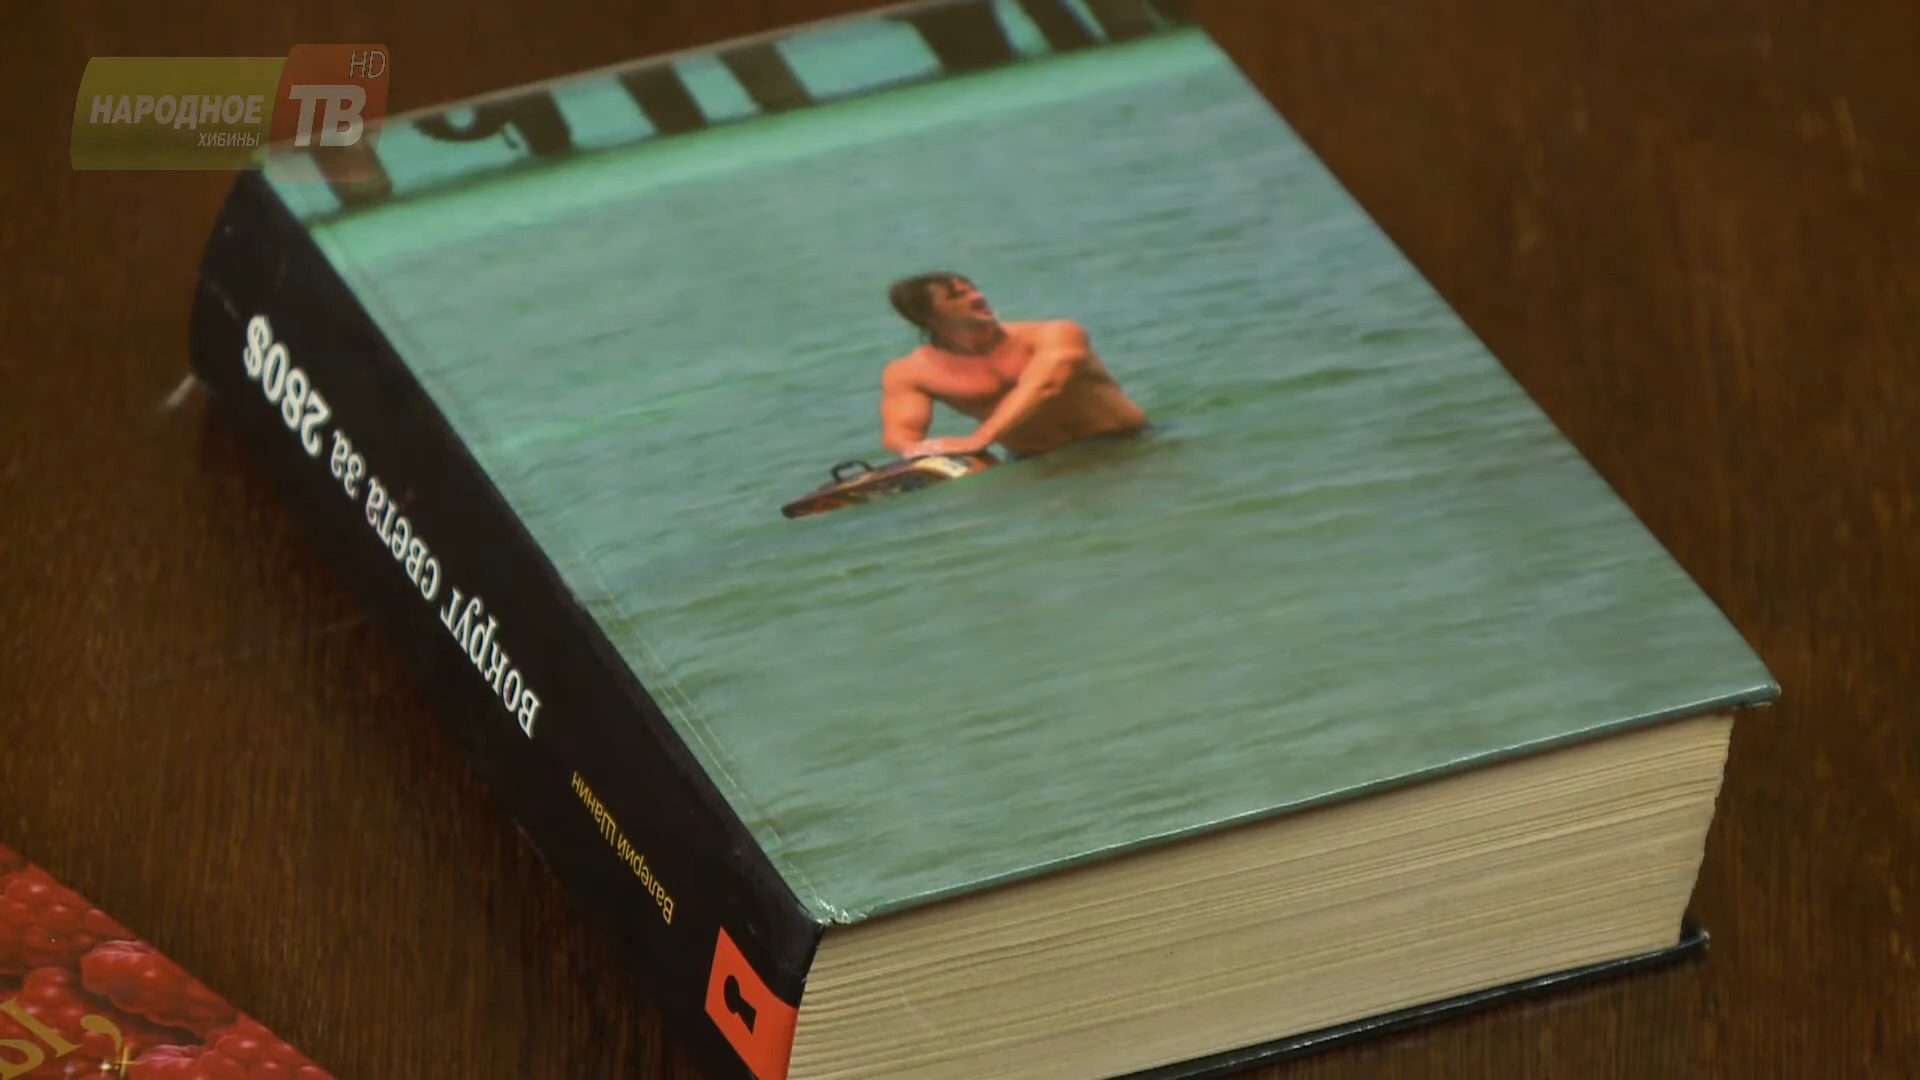 НАРОДНОЕ
ХИБИНЫ
ТВ
HD
вокруг света за 280$
Валерий Шанин